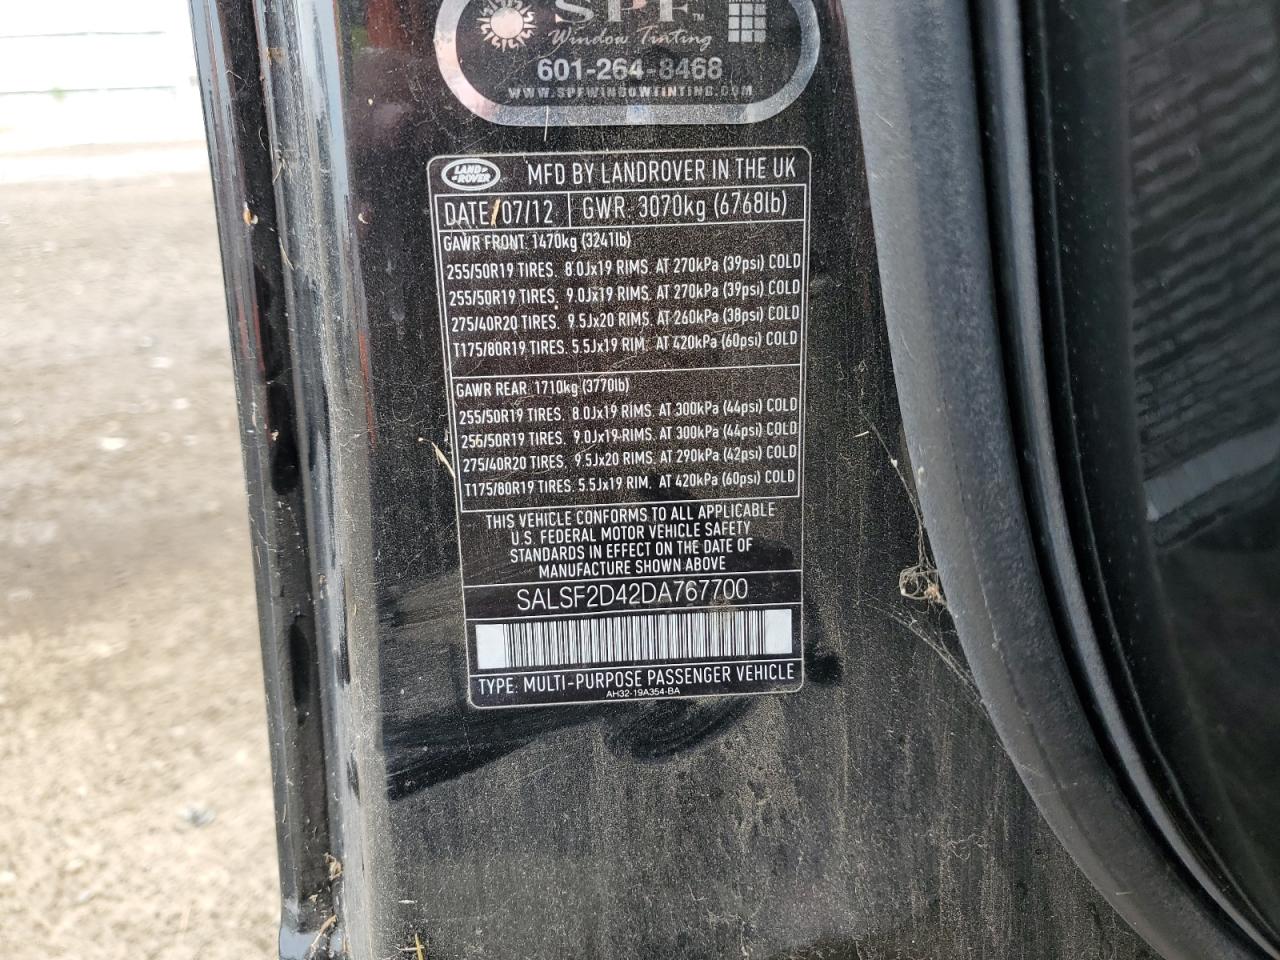 SPF™
Window Tinting
601-264-8468
WWW.SPFWINDOWTINTING.COM
LAND ROVER MFD BY LANDROVER IN THE UK
DATE/07/12 GWR: 3070kg (6768lb)
GAWR FRONT: 1470kg (3241lb)
255/50R19 TIRES. 8.0Jx19 RIMS. AT 270kPa (39psi) COLD
255/50R19 TIRES. 9.0Jx19 RIMS. AT 270kPa (39psi) COLD
275/40R20 TIRES. 9.5Jx20 RIMS. AT 260kPa (38psi) COLD
T175/80R19 TIRES. 5.5Jx19 RIM. AT 420kPa (60psi) COLD
GAWR REAR: 1710kg (3770lb)
255/50R19 TIRES. 8.0Jx19 RIMS. AT 300kPa (44psi) COLD
255/50R19 TIRES. 9.0Jx19 RIMS. AT 300kPa (44psi) COLD
275/40R20 TIRES. 9.5Jx20 RIMS. AT 290kPa (42psi) COLD
T175/80R19 TIRES. 5.5Jx19 RIM. AT 420kPa (60psi) COLD
THIS VEHICLE CONFORMS TO ALL APPLICABLE
U.S. FEDERAL MOTOR VEHICLE SAFETY
STANDARDS IN EFFECT ON THE DATE OF
MANUFACTURE SHOWN ABOVE
SALSF2D42DA767700
TYPE: MULTI-PURPOSE PASSENGER VEHICLE
AH32-19A354-BA